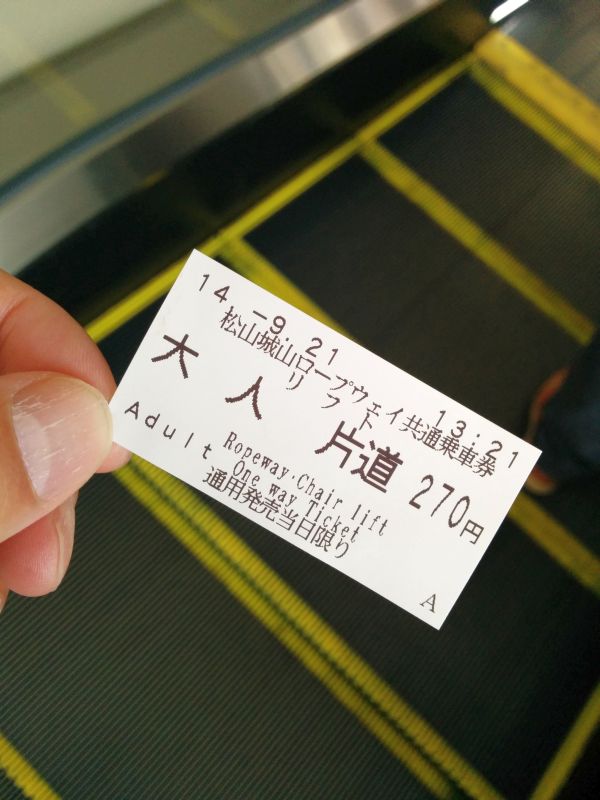 14.-9.21 13:21
松山城山ロープウェイ共通乗車券
リフト
大人 片道 270円
Adult Ropeway・Chair lift
One way Ticket
通用発売当日限り
A